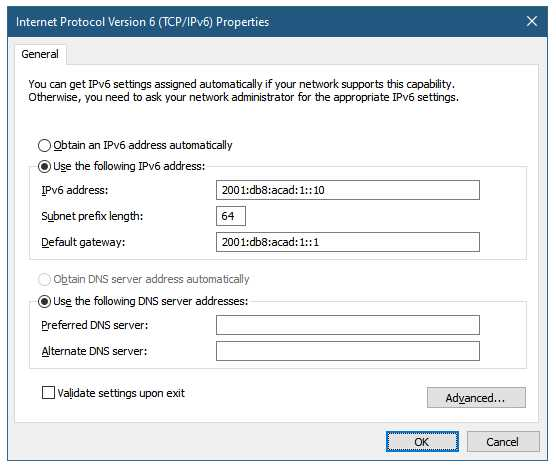 Internet Protocol Version 6 (TCP/IPv6) Properties
General
You can get IPv6 settings assigned automatically if your network supports this capability.
Otherwise, you need to ask your network administrator for the appropriate IPv6 settings.
Obtain an IPv6 address automatically
Use the following IPv6 address:
IPv6 address: 2001:db8:acad:1::10
Subnet prefix length: 64
Default gateway: 2001:db8:acad:1::1
Obtain DNS server address automatically
Use the following DNS server addresses:
Preferred DNS server:
Alternate DNS server:
Validate settings upon exit
Advanced...
OK Cancel